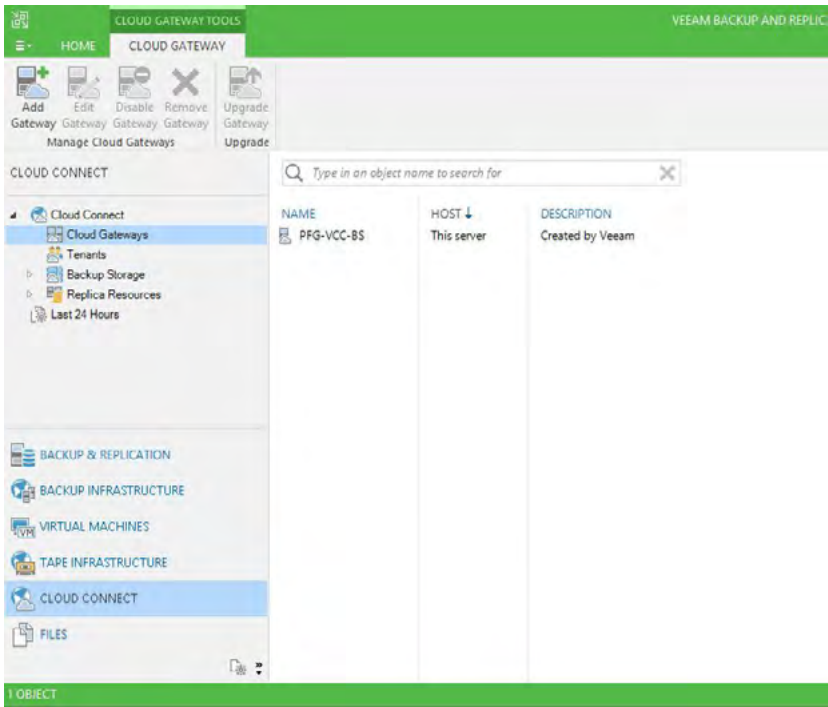 CLOUD GATEWAY TOOLS
VEEAM BACKUP AND REPLIC
HOME CLOUD GATEWAY
Add Edit Disable Remove Upgrade
Gateway Gateway Gateway Gateway Gateway
Manage Cloud Gateways Upgrade
CLOUD CONNECT
Type in an object name to search for
Cloud Connect
Cloud Gateways
Tenants
Backup Storage
Replica Resources
Last 24 Hours
NAME HOST DESCRIPTION
PFG-VCC-BS This server Created by Veeam
BACKUP & REPLICATION
BACKUP INFRASTRUCTURE
VM VIRTUAL MACHINES
TAPE INFRASTRUCTURE
CLOUD CONNECT
FILES
1 OBJECT